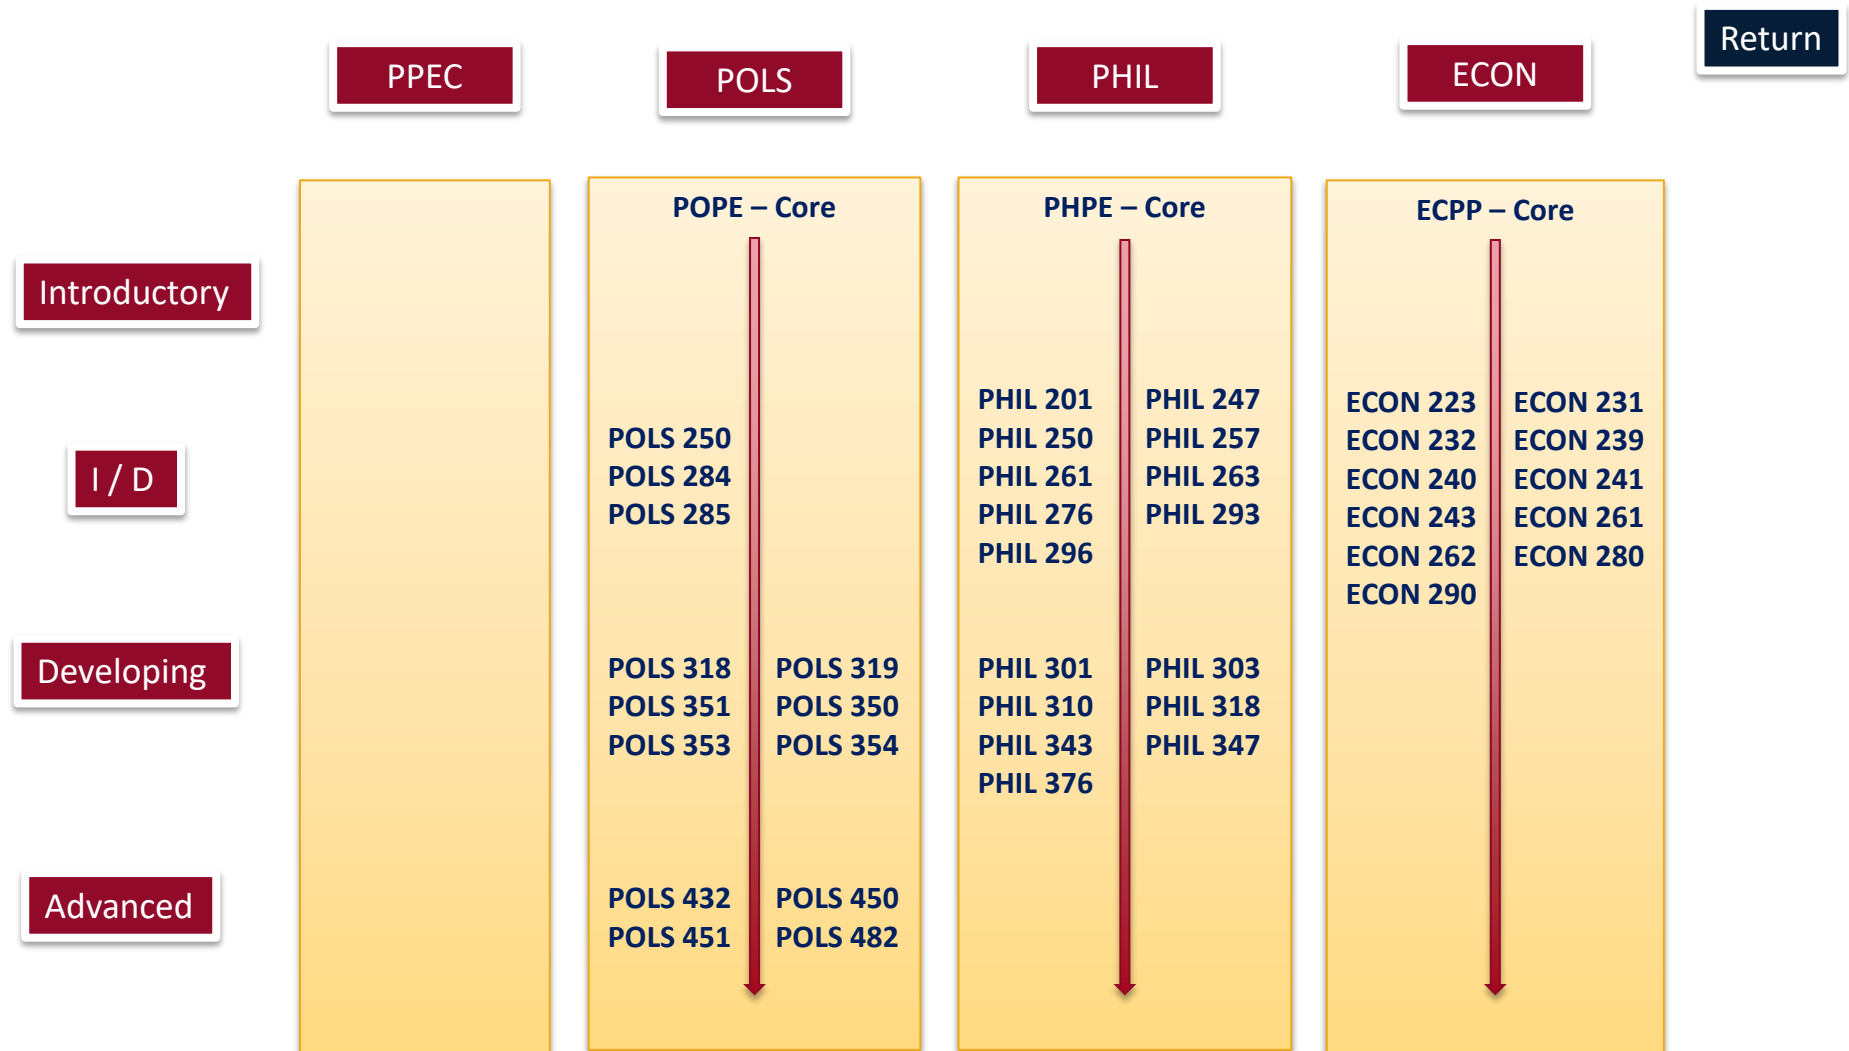 Return
PPEC POLS PHIL ECON
POPE – Core PHPE – Core ECPP – Core
Introductory
PHIL 201 PHIL 247 ECON 223 ECON 231
POLS 250 PHIL 250 PHIL 257 ECON 232 ECON 239
I / D POLS 284 PHIL 261 PHIL 263 ECON 240 ECON 241
POLS 285 PHIL 276 PHIL 293 ECON 243 ECON 261
PHIL 296 ECON 262 ECON 280
ECON 290
Developing POLS 318 POLS 319 PHIL 301 PHIL 303
POLS 351 POLS 350 PHIL 310 PHIL 318
POLS 353 POLS 354 PHIL 343 PHIL 347
PHIL 376
Advanced POLS 432 POLS 450
POLS 451 POLS 482